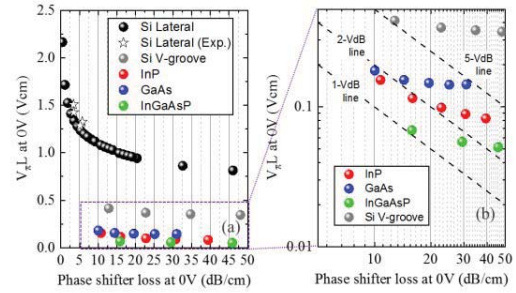 Si Lateral
Si Lateral (Exp.)
Si V-groove
InP
GaAs
InGaAsP
2.5
2.0
1.5
1.0
0.5
0.0
VπL at 0V (Vcm)
(a)
0 5 10 15 20 25 30 35 40 45 50
Phase shifter loss at 0V (dB/cm)
2-VdB
line
1-VdB
line
5-VdB
line
0.1
0.01
VπL at 0V (Vcm)
InP
GaAs
InGaAsP
Si V-groove
(b)
10 20 30 40 50
Phase shifter loss at 0V (dB/cm)